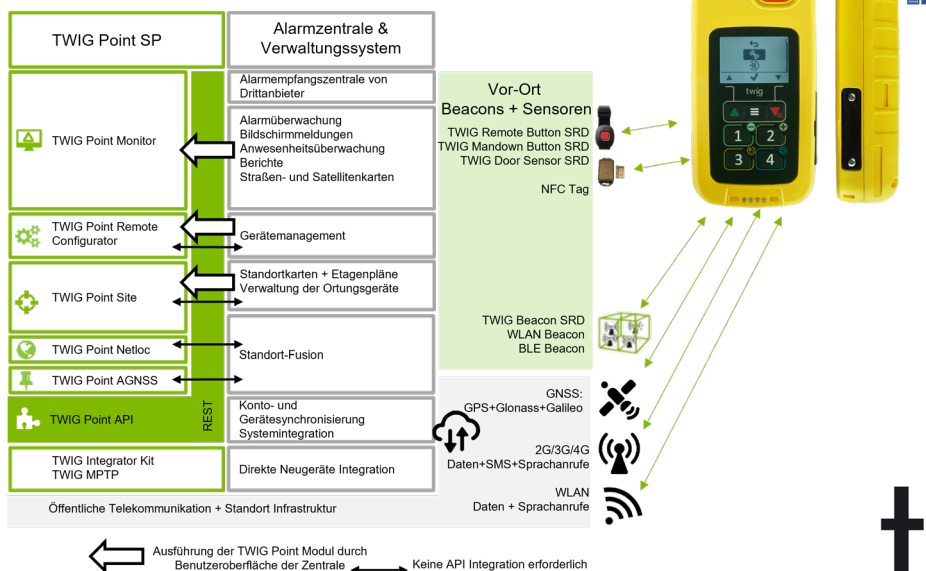 TWIG Point SP
Alarmzentrale &
Verwaltungssystem
TWIG Point Monitor
Alarmempfangszentrale von
Drittanbieter
Alarmüberwachung
Bildschirmmeldungen
Anwesenheitsüberwachung
Berichte
Straßen- und Satellitenkarten
TWIG Point Remote
Configurator
Gerätemanagement
TWIG Point Site
Standortkarten + Etagenpläne
Verwaltung der Ortungsgeräte
TWIG Point Netloc
Standort-Fusion
TWIG Point AGNSS
TWIG Point API
REST
Konto- und
Gerätesynchronisierung
Systemintegration
TWIG Integrator Kit
TWIG MPTP
Direkte Neugeräte Integration
Öffentliche Telekommunikation + Standort Infrastruktur
Vor-Ort
Beacons + Sensoren
TWIG Remote Button SRD
TWIG Mandown Button SRD
TWIG Door Sensor SRD
NFC Tag
TWIG Beacon SRD
WLAN Beacon
BLE Beacon
GNSS:
GPS+Glonass+Galileo
2G/3G/4G
Daten+SMS+Sprachanrufe
WLAN
Daten + Sprachanrufe
twig
1 2
3 4
Ausführung der TWIG Point Modul durch
Benutzeroberfläche der Zentrale
Keine API Integration erforderlich